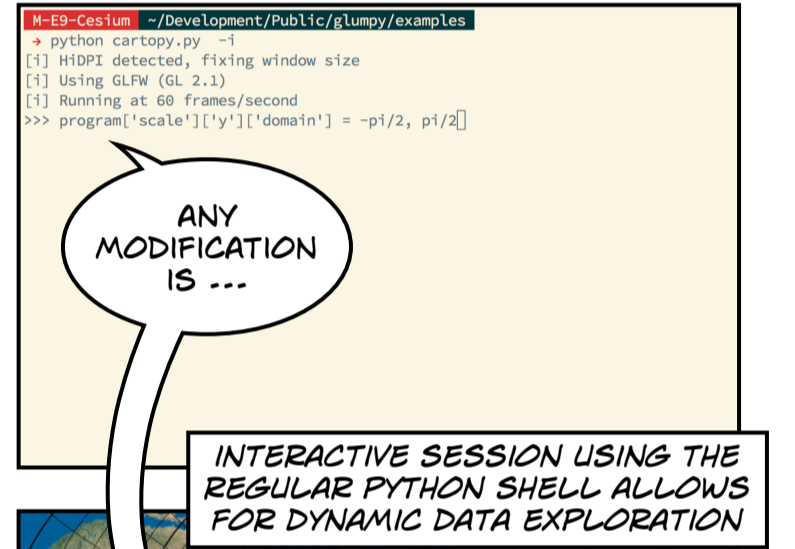 M-E9-Cesium ~/Development/Public/glumpy/examples
→ python cartopy.py -i
[i] HiDPI detected, fixing window size
[i] Using GLFW (GL 2.1)
[i] Running at 60 frames/second
>>> program['scale']['y']['domain'] = -pi/2, pi/2
ANY
MODIFICATION
IS ...
INTERACTIVE SESSION USING THE
REGULAR PYTHON SHELL ALLOWS
FOR DYNAMIC DATA EXPLORATION